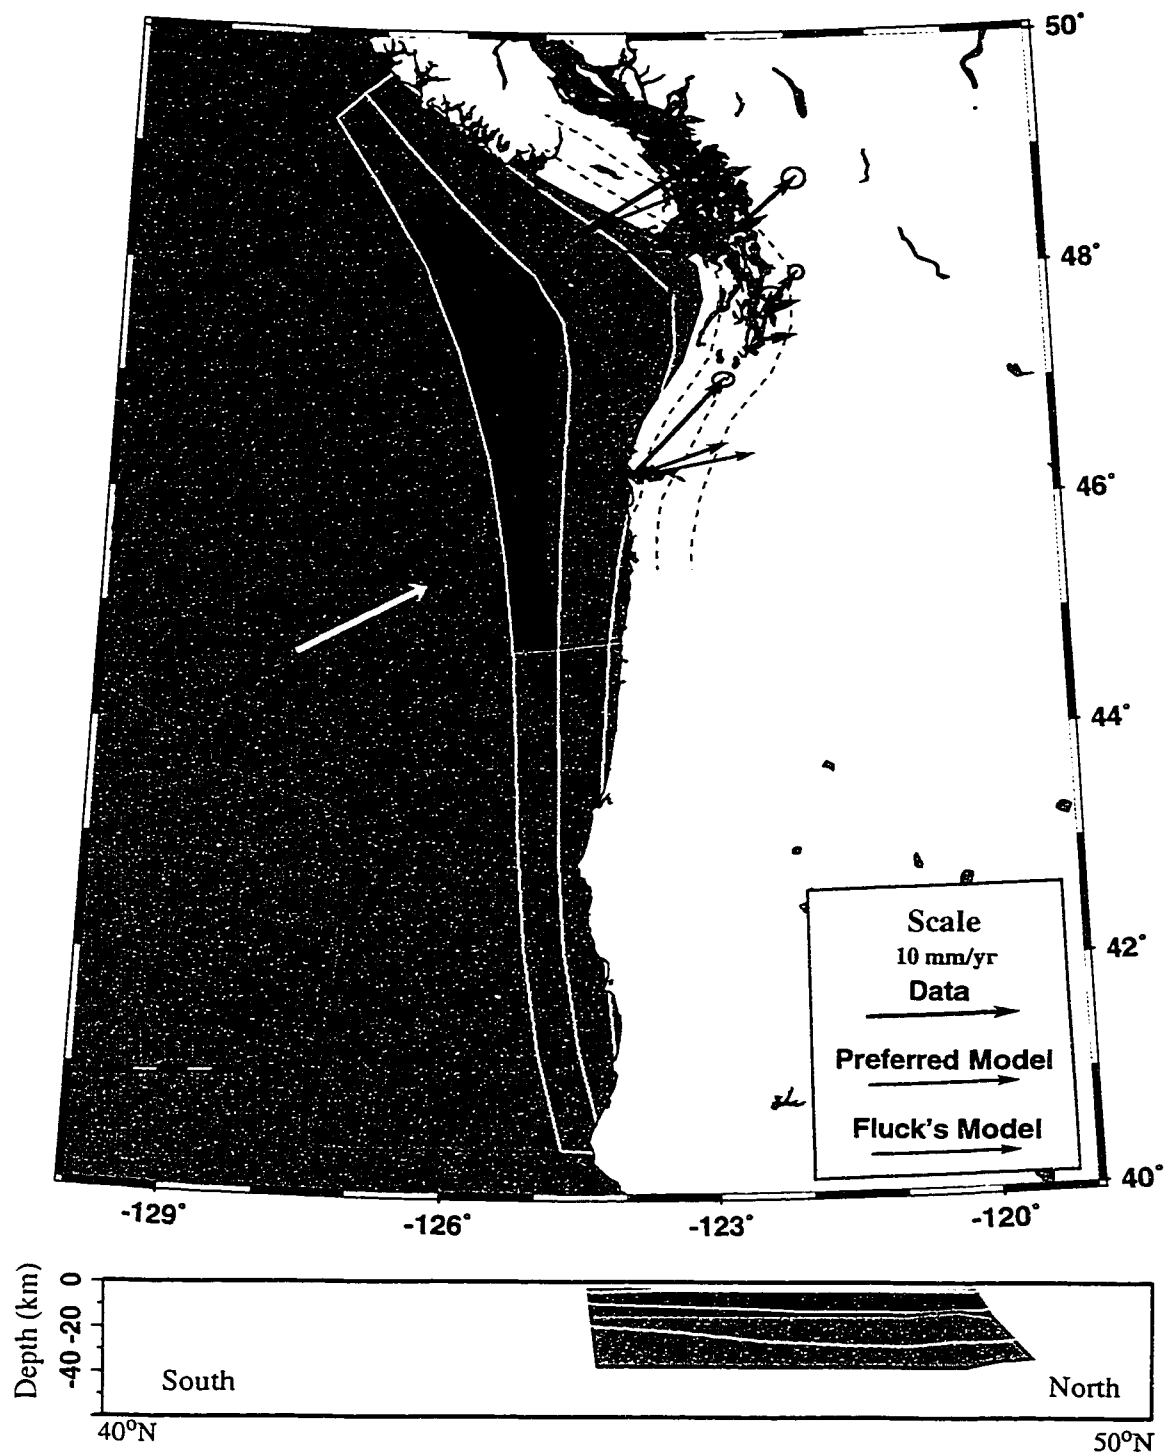 50°
48°
46°
44°
42°
40°
Scale
10 mm/yr
Data
Preferred Model
Fluck's Model
-129°
-126°
-123°
-120°
Depth (km)
0
-20
-40
South
North
40°N
50°N